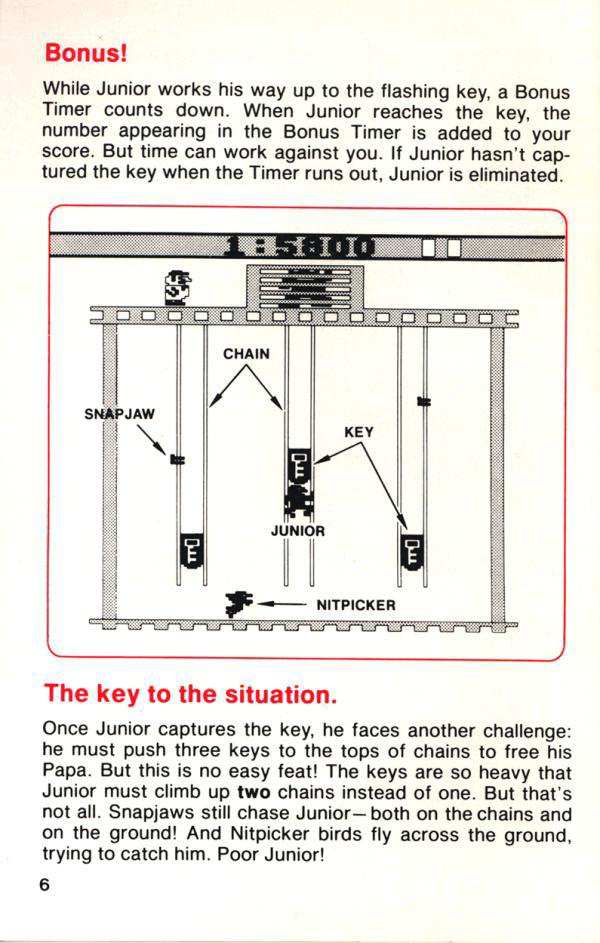 Bonus!
While Junior works his way up to the flashing key, a Bonus
Timer counts down. When Junior reaches the key, the
number appearing in the Bonus Timer is added to your
score. But time can work against you. If Junior hasn't cap-
tured the key when the Timer runs out, Junior is eliminated.
1:5800
CHAIN
SNAPJAW
KEY
JUNIOR
NITPICKER
The key to the situation.
Once Junior captures the key, he faces another challenge:
he must push three keys to the tops of chains to free his
Papa. But this is no easy feat! The keys are so heavy that
Junior must climb up two chains instead of one. But that's
not all. Snapjaws still chase Junior—both on the chains and
on the ground! And Nitpicker birds fly across the ground,
trying to catch him. Poor Junior!
6